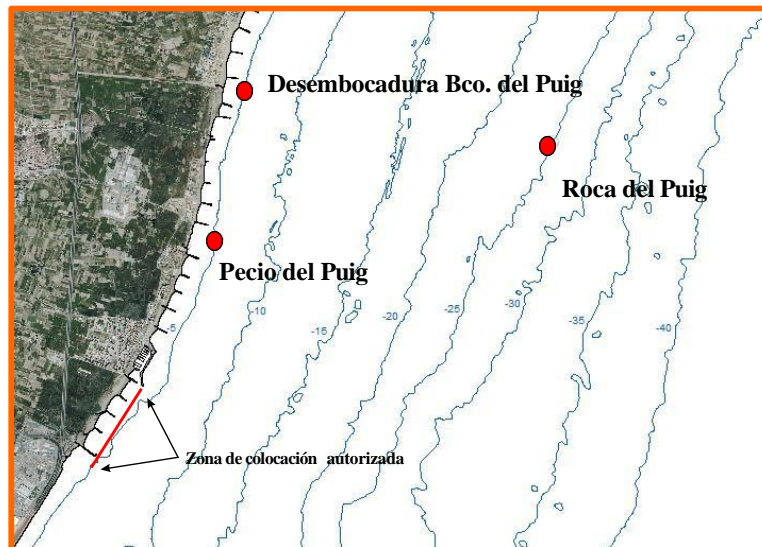 Desembocadura Bco. del Puig
Roca del Puig
Pecio del Puig
-5
-10
-15
-20
-25
-30
-35
-40
Zona de colocación autorizada